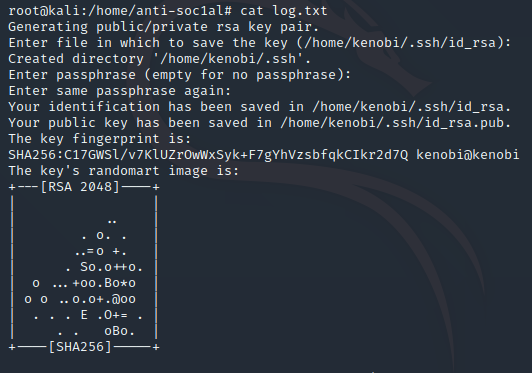 root@kali:/home/anti-soc1al# cat log.txt
Generating public/private rsa key pair.
Enter file in which to save the key (/home/kenobi/.ssh/id_rsa):
Created directory '/home/kenobi/.ssh'.
Enter passphrase (empty for no passphrase):
Enter same passphrase again:
Your identification has been saved in /home/kenobi/.ssh/id_rsa.
Your public key has been saved in /home/kenobi/.ssh/id_rsa.pub.
The key fingerprint is:
SHA256:C17GWSl/v7KlUZrOwWxSyk+F7gYhVzsbfqkCIkr2d7Q kenobi@kenobi
The key's randomart image is:
+---[RSA 2048]----+
|                 |
|           ..    |
|        . o. .   |
|       ..=o +.   |
|      . So.o++o. |
|  o ...+oo.Bo*o  |
| o o ..o.o+.@oo  |
|  . . . E .O+= . |
|     . .   oBo.  |
+----[SHA256]-----+